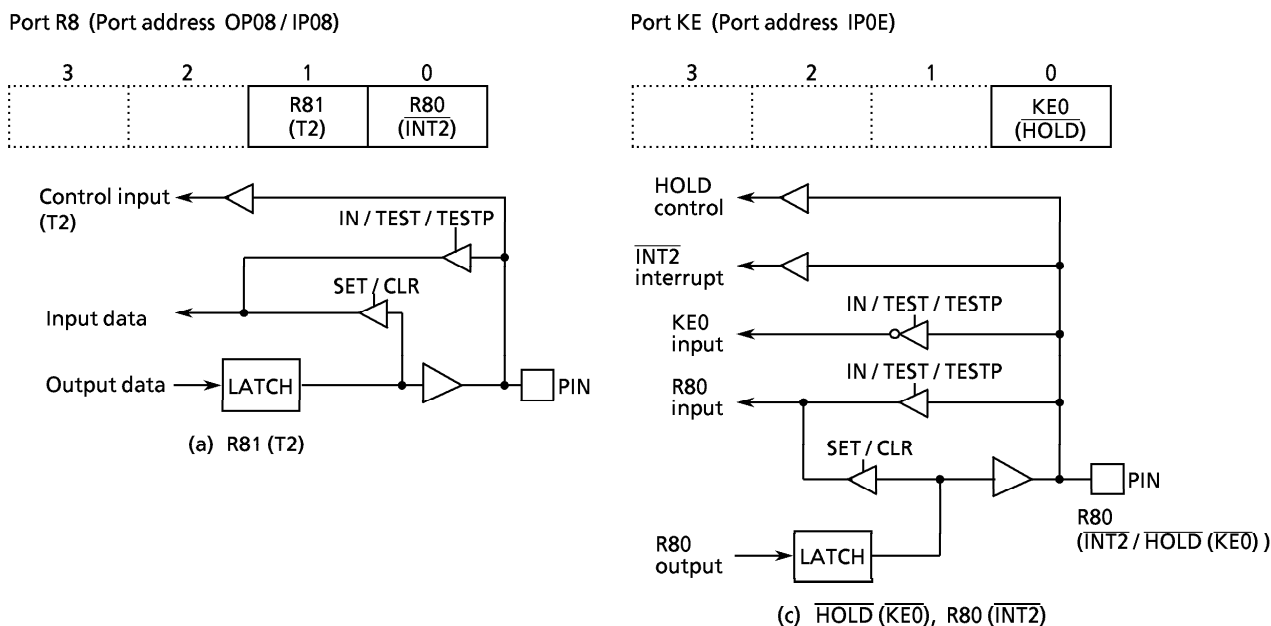 Port R8 (Port address OP08 / IP08)
3 2 1 0
R81
(T2)
R80
(INT2)
Control input
(T2)
IN / TEST / TESTP
SET / CLR
Input data
Output data
LATCH
PIN
(a) R81 (T2)
Port KE (Port address IP0E)
3 2 1 0
KE0
(HOLD)
HOLD
control
INT2
interrupt
IN / TEST / TESTP
KE0
input
IN / TEST / TESTP
R80
input
SET / CLR
PIN
R80
(INT2 / HOLD (KE0) )
R80
output
LATCH
(c) HOLD (KE0), R80 (INT2)